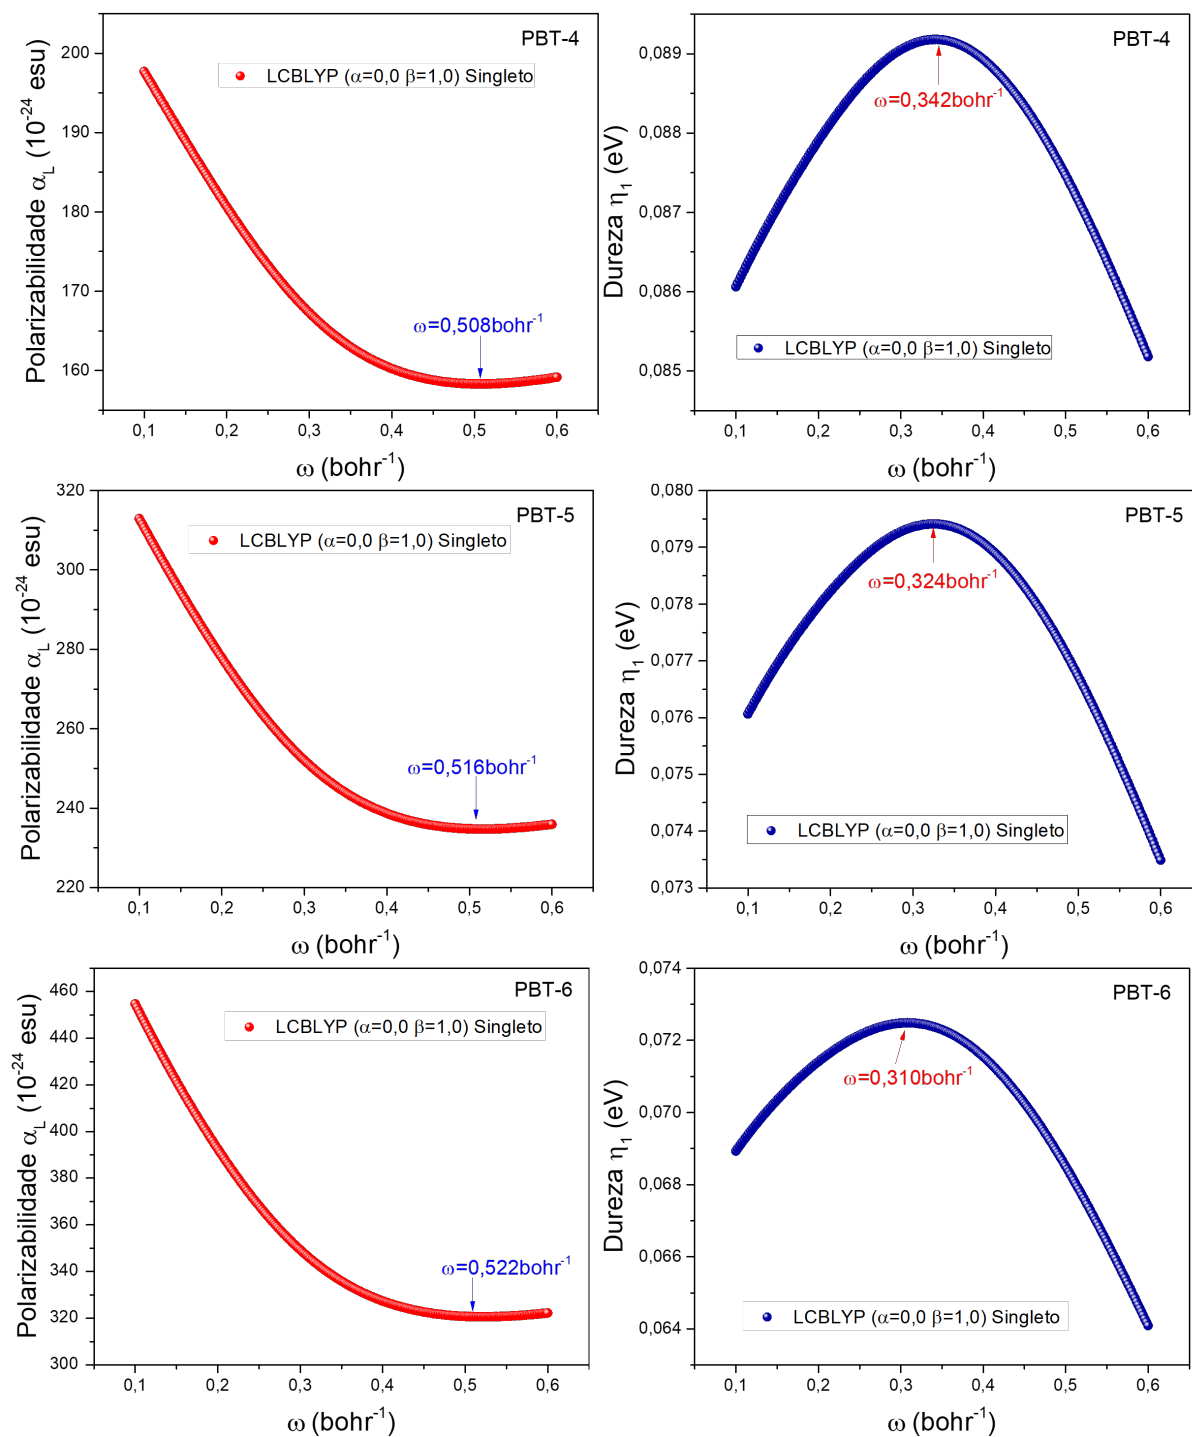 PBT-4
LCBLYP (α=0,0 β=1,0) Singleto
ω=0,508bohr⁻¹
Polarizabilidade α_L (10⁻²⁴ esu)
200
190
180
170
160
0,1 0,2 0,3 0,4 0,5 0,6
ω (bohr⁻¹)
PBT-4
ω=0,342bohr⁻¹
LCBLYP (α=0,0 β=1,0) Singleto
Dureza η₁ (eV)
0,089
0,088
0,087
0,086
0,085
0,1 0,2 0,3 0,4 0,5 0,6
ω (bohr⁻¹)
PBT-5
LCBLYP (α=0,0 β=1,0) Singleto
ω=0,516bohr⁻¹
Polarizabilidade α_L (10⁻²⁴ esu)
320
300
280
260
240
220
0,1 0,2 0,3 0,4 0,5 0,6
ω (bohr⁻¹)
PBT-5
ω=0,324bohr⁻¹
LCBLYP (α=0,0 β=1,0) Singleto
Dureza η₁ (eV)
0,080
0,079
0,078
0,077
0,076
0,075
0,074
0,073
0,1 0,2 0,3 0,4 0,5 0,6
ω (bohr⁻¹)
PBT-6
LCBLYP (α=0,0 β=1,0) Singleto
ω=0,522bohr⁻¹
Polarizabilidade α_L (10⁻²⁴ esu)
460
440
420
400
380
360
340
320
300
0,1 0,2 0,3 0,4 0,5 0,6
ω (bohr⁻¹)
PBT-6
ω=0,310bohr⁻¹
LCBLYP (α=0,0 β=1,0) Singleto
Dureza η₁ (eV)
0,074
0,072
0,070
0,068
0,066
0,064
0,1 0,2 0,3 0,4 0,5 0,6
ω (bohr⁻¹)